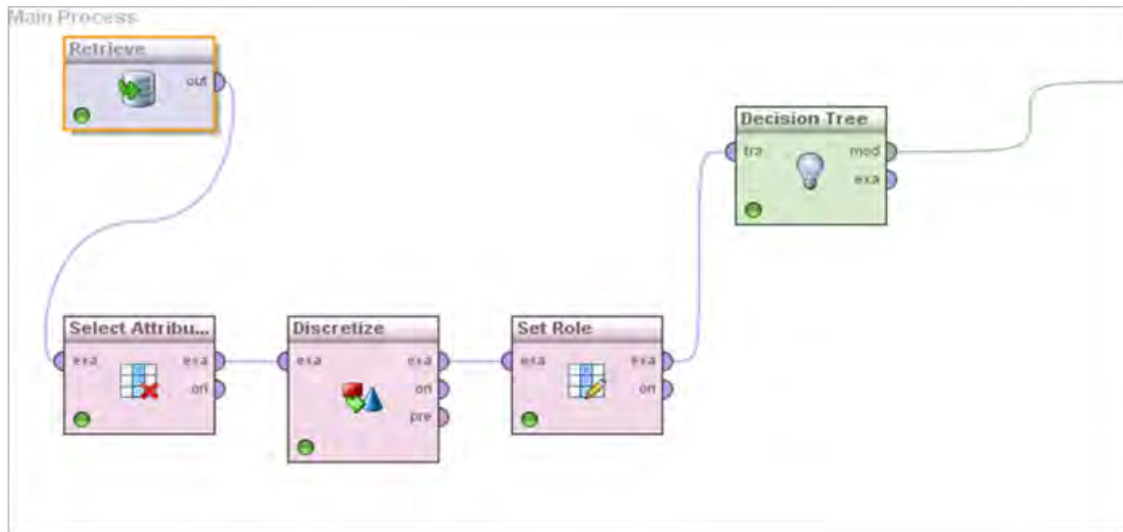 Main Process
Retrieve
out
Decision Tree
tra
mod
exa
Select Attribu...
exa
exa
ori
Discretize
exa
exa
ori
pre
Set Role
exa
exa
ori